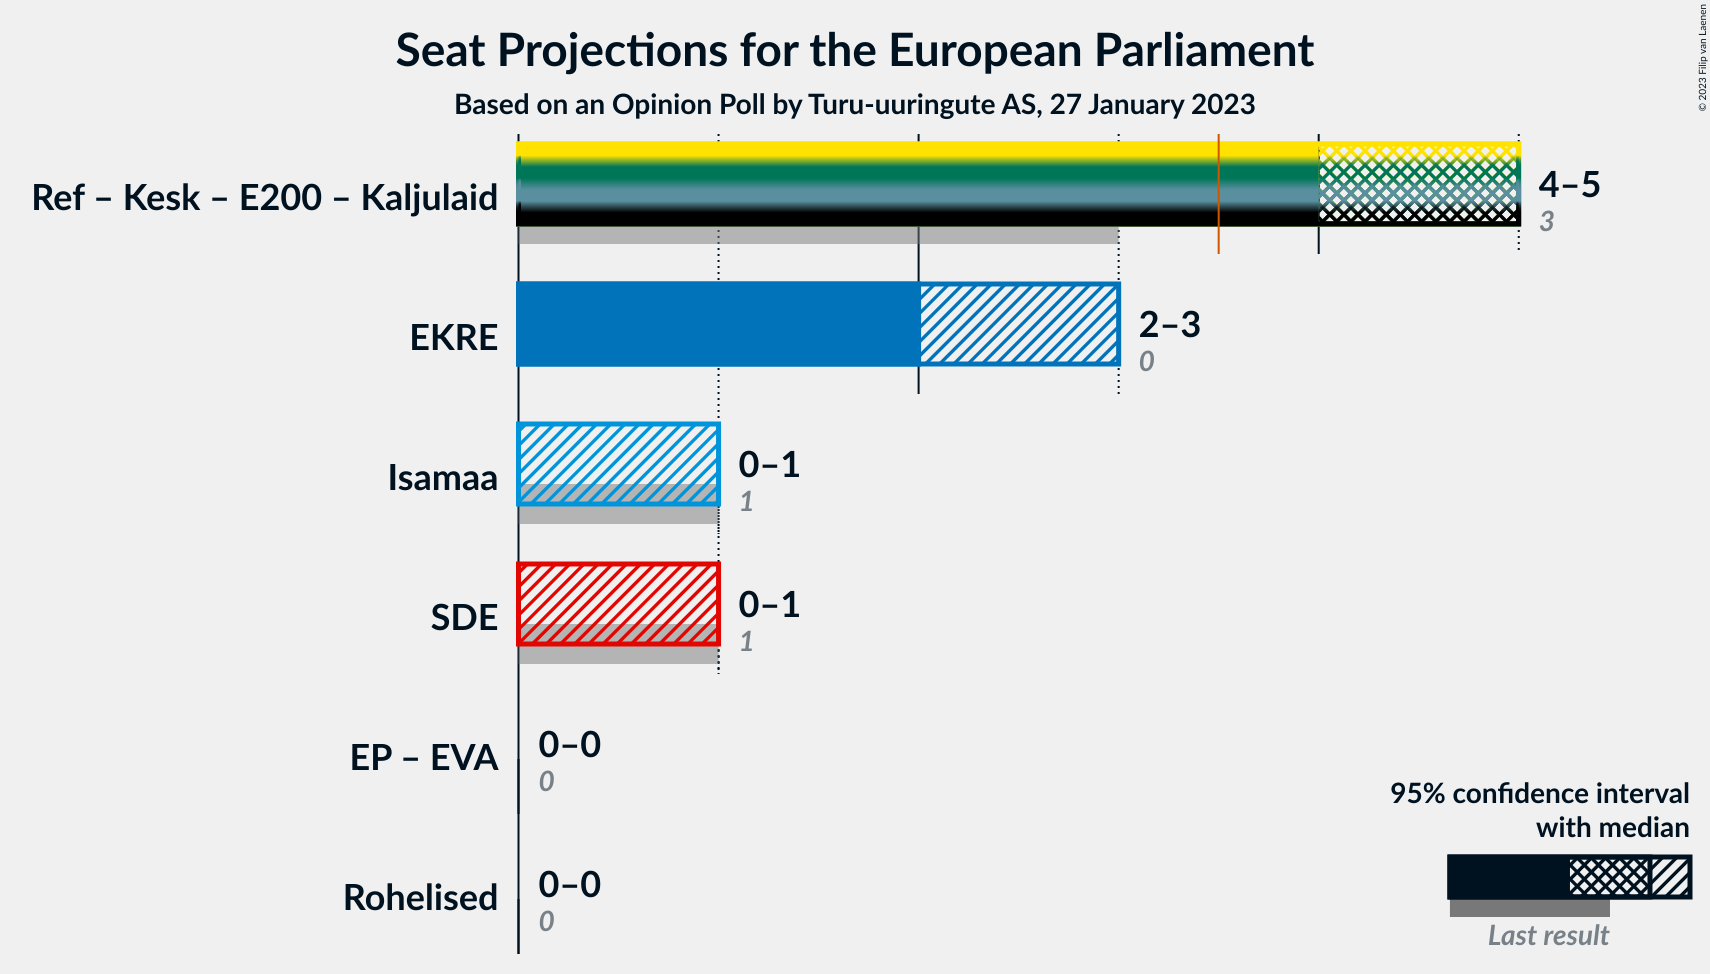 Seat Projections for the European Parliament
Based on an Opinion Poll by Turu-uuringute AS, 27 January 2023
© 2023 Filip van Laenen
Ref – Kesk – E200 – Kaljulaid
4–5
3
EKRE
2–3
0
Isamaa
0–1
1
SDE
0–1
1
EP – EVA
0–0
0
Rohelised
0–0
0
95% confidence interval
with median
Last result